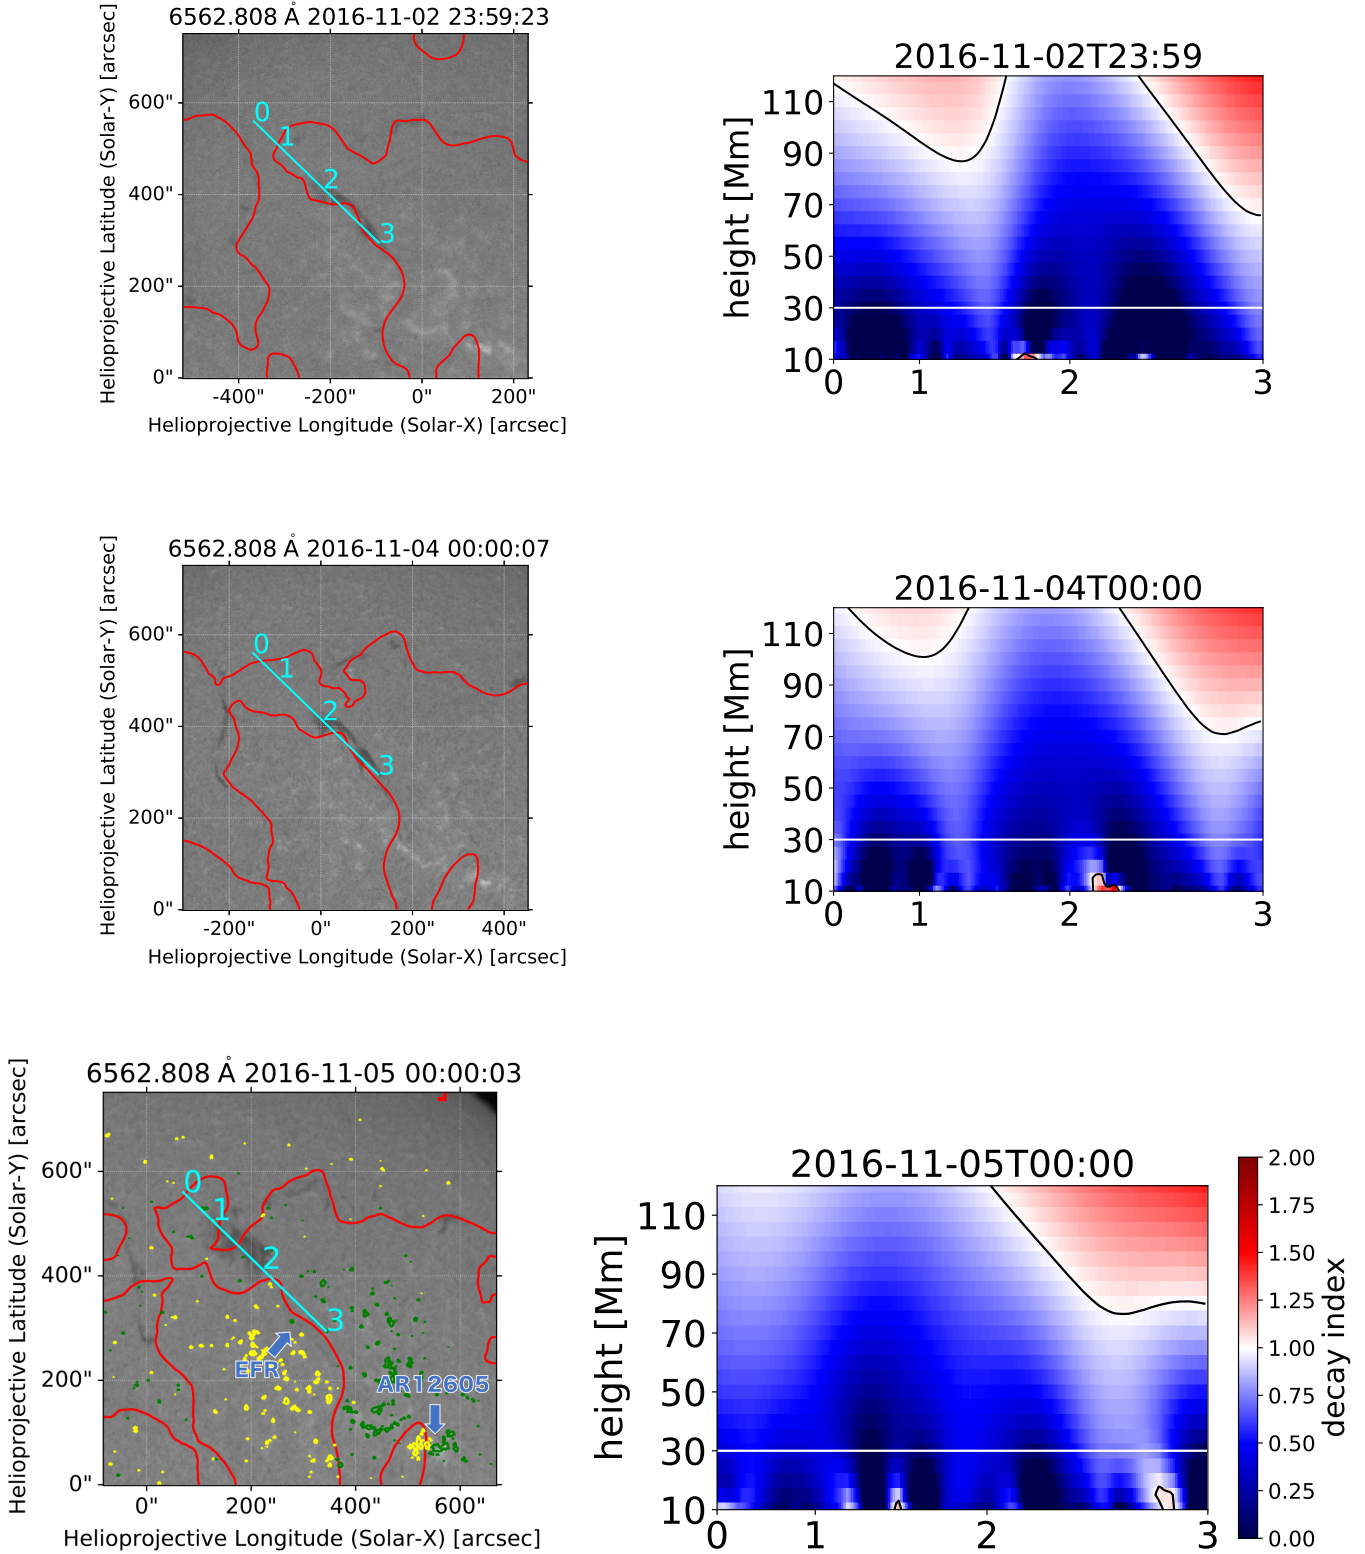 6562.808 Å 2016-11-02 23:59:23
Helioprojective Latitude (Solar-Y) [arcsec]
600"
400"
200"
0"
0
1
2
3
-400" -200" 0" 200"
Helioprojective Longitude (Solar-X) [arcsec]
2016-11-02T23:59
height [Mm]
110
90
70
50
30
10
0 1 2 3
6562.808 Å 2016-11-04 00:00:07
Helioprojective Latitude (Solar-Y) [arcsec]
600"
400"
200"
0"
0
1
2
3
-200" 0" 200" 400"
Helioprojective Longitude (Solar-X) [arcsec]
2016-11-04T00:00
height [Mm]
110
90
70
50
30
10
0 1 2 3
6562.808 Å 2016-11-05 00:00:03
Helioprojective Latitude (Solar-Y) [arcsec]
600"
400"
200"
0"
0
1
2
3
EFR
AR12605
0" 200" 400" 600"
Helioprojective Longitude (Solar-X) [arcsec]
2016-11-05T00:00
height [Mm]
110
90
70
50
30
10
0 1 2 3
2.00
1.75
1.50
1.25
1.00
0.75
0.50
0.25
0.00
decay index